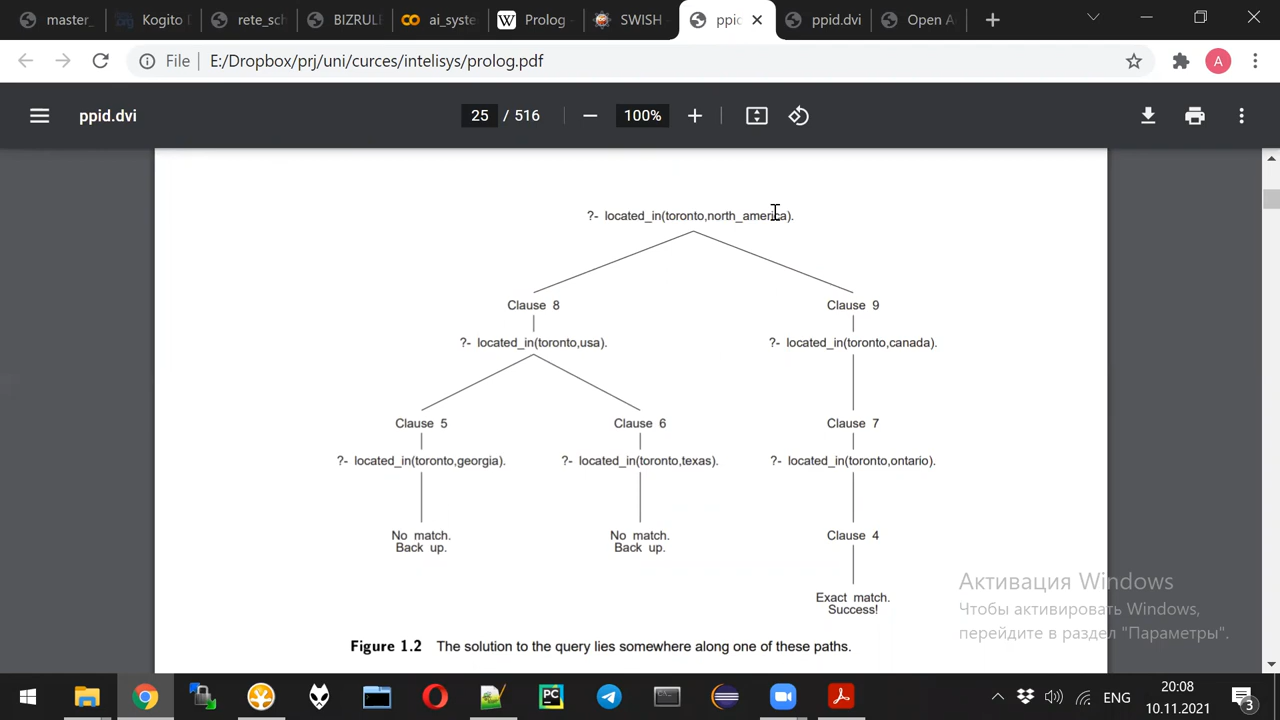 master_
Kogito
rete_sc
BIZRULE
ai_syste
Prolog
SWISH
ppid
ppid.dvi
Open A
File
E:/Dropbox/prj/uni/curces/intelisys/prolog.pdf
A
ppid.dvi
25 / 516
100%
?- located_in(toronto,north_america).
Clause 8
Clause 9
?- located_in(toronto,usa).
?- located_in(toronto,canada).
Clause 5
Clause 6
Clause 7
?- located_in(toronto,georgia).
?- located_in(toronto,texas).
?- located_in(toronto,ontario).
No match.
Back up.
No match.
Back up.
Clause 4
Exact match.
Success!
Активация Windows
Чтобы активировать Windows,
перейдите в раздел "Параметры".
Figure 1.2 The solution to the query lies somewhere along one of these paths.
ENG
20:08
10.11.2021
3